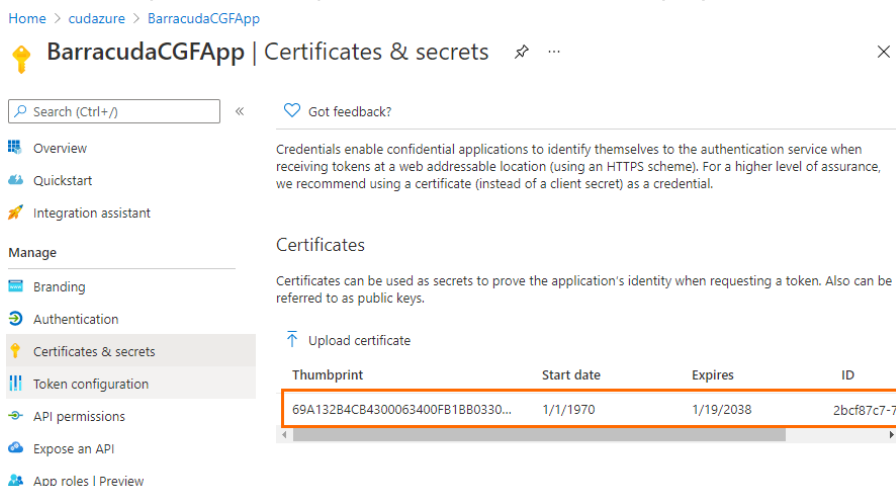 Home > cudazure > BarracudaCGFApp
BarracudaCGFApp | Certificates & secrets
Search (Ctrl+/)
Overview
Quickstart
Integration assistant
Manage
Branding
Authentication
Certificates & secrets
Token configuration
API permissions
Expose an API
App roles | Preview
Got feedback?
Credentials enable confidential applications to identify themselves to the authentication service when
receiving tokens at a web addressable location (using an HTTPS scheme). For a higher level of assurance,
we recommend using a certificate (instead of a client secret) as a credential.
Certificates
Certificates can be used as secrets to prove the application's identity when requesting a token. Also can be
referred to as public keys.
Upload certificate
Thumbprint Start date Expires ID
69A132B4CB4300063400FB1BB0330... 1/1/1970 1/19/2038 2bcf87c7-7